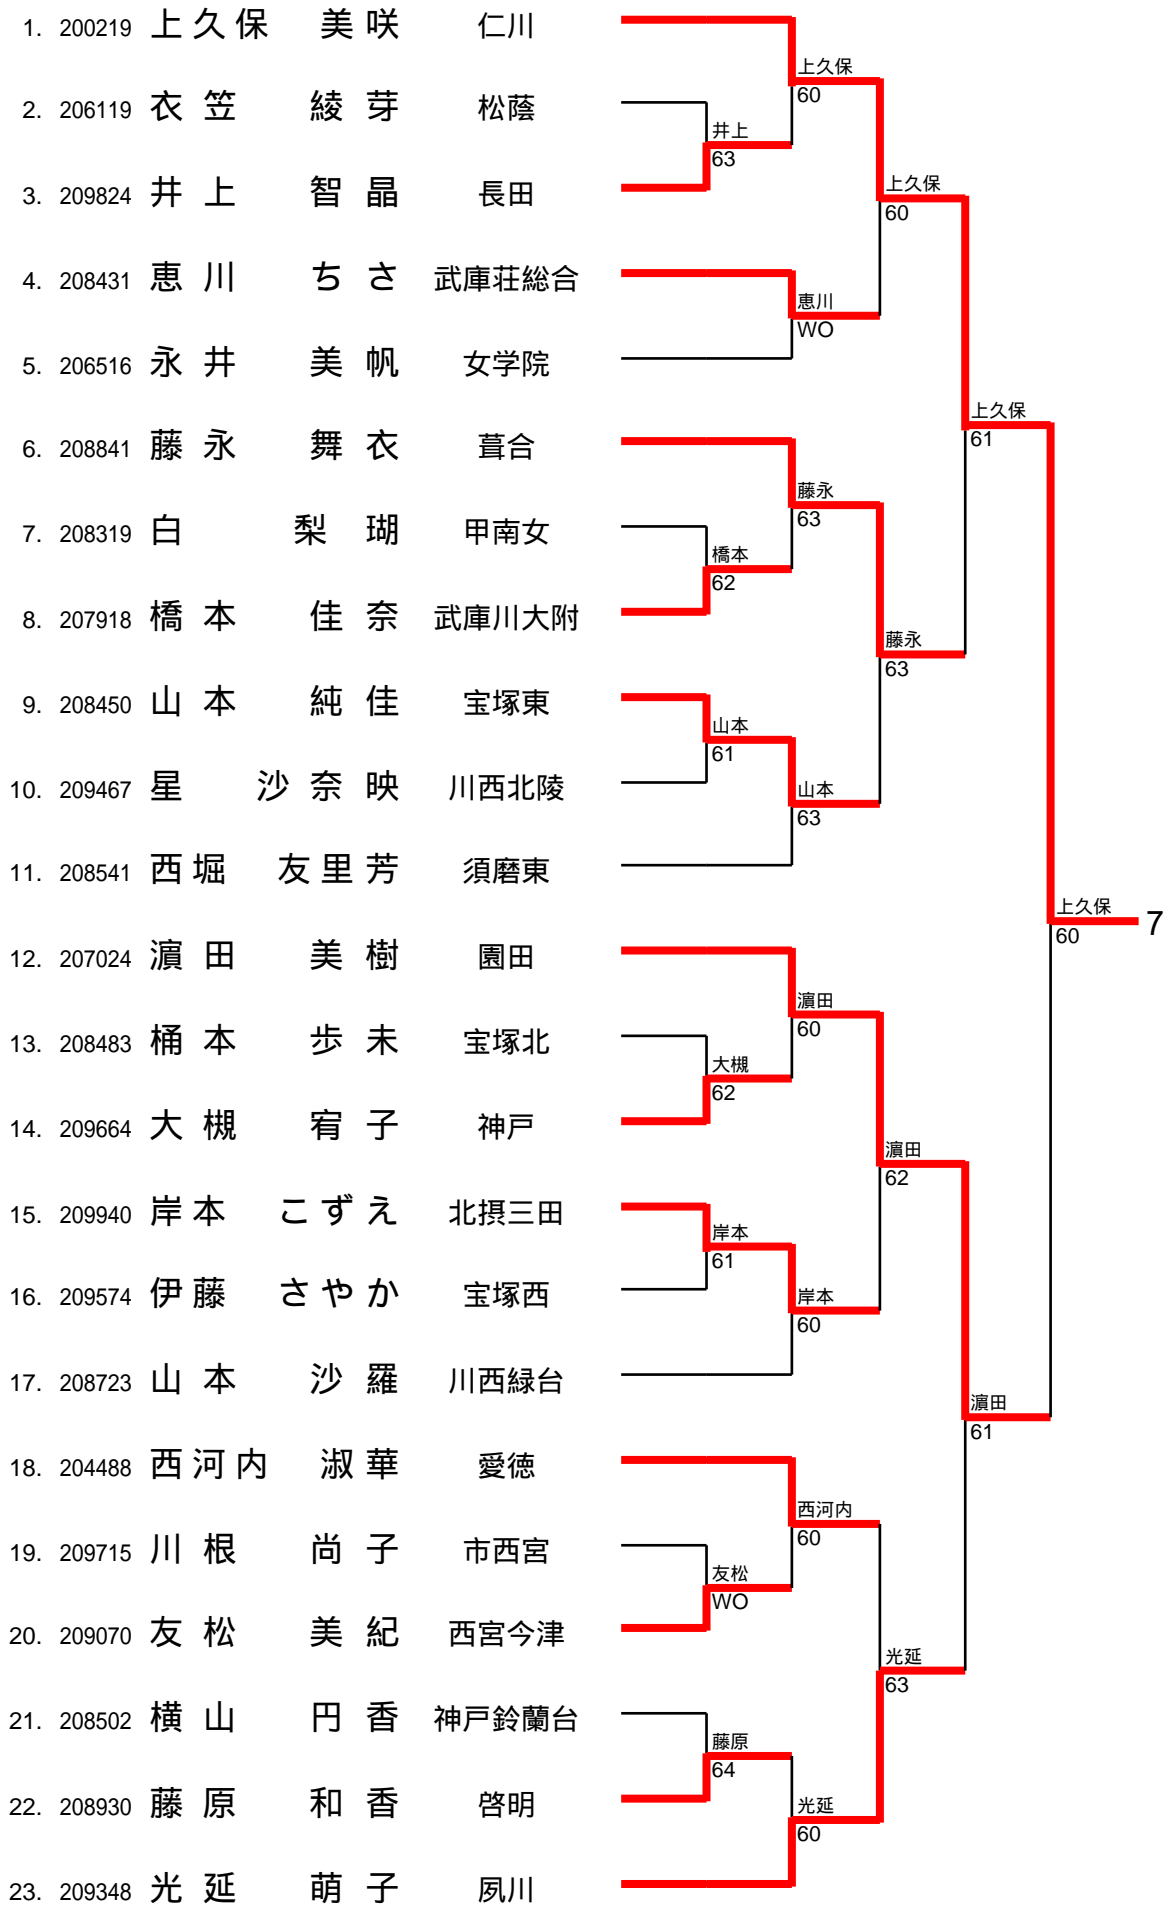 1. 200219 上久保 美咲 仁川
上久保
60
2. 206119 衣笠 綾芽 松蔭
井上
63
3. 209824 井上 智晶 長田
上久保
60
4. 208431 恵川 ちさ 武庫荘総合
恵川
WO
5. 206516 永井 美帆 女学院
上久保
61
6. 208841 藤永 舞衣 葺合
藤永
63
7. 208319 白 梨瑚 甲南女
橋本
62
8. 207918 橋本 佳奈 武庫川大附
藤永
63
9. 208450 山本 純佳 宝塚東
山本
61
10. 209467 星 沙奈映 川西北陵
山本
63
11. 208541 西堀 友里芳 須磨東
上久保
60
7
12. 207024 濵田 美樹 園田
濵田
60
13. 208483 桶本 歩未 宝塚北
大槻
62
14. 209664 大槻 宥子 神戸
濵田
62
15. 209940 岸本 こずえ 北摂三田
岸本
61
16. 209574 伊藤 さやか 宝塚西
岸本
60
17. 208723 山本 沙羅 川西緑台
濵田
61
18. 204488 西河内 淑華 愛徳
西河内
60
19. 209715 川根 尚子 市西宮
友松
WO
20. 209070 友松 美紀 西宮今津
光延
63
21. 208502 横山 円香 神戸鈴蘭台
藤原
64
22. 208930 藤原 和香 啓明
光延
60
23. 209348 光延 萌子 夙川